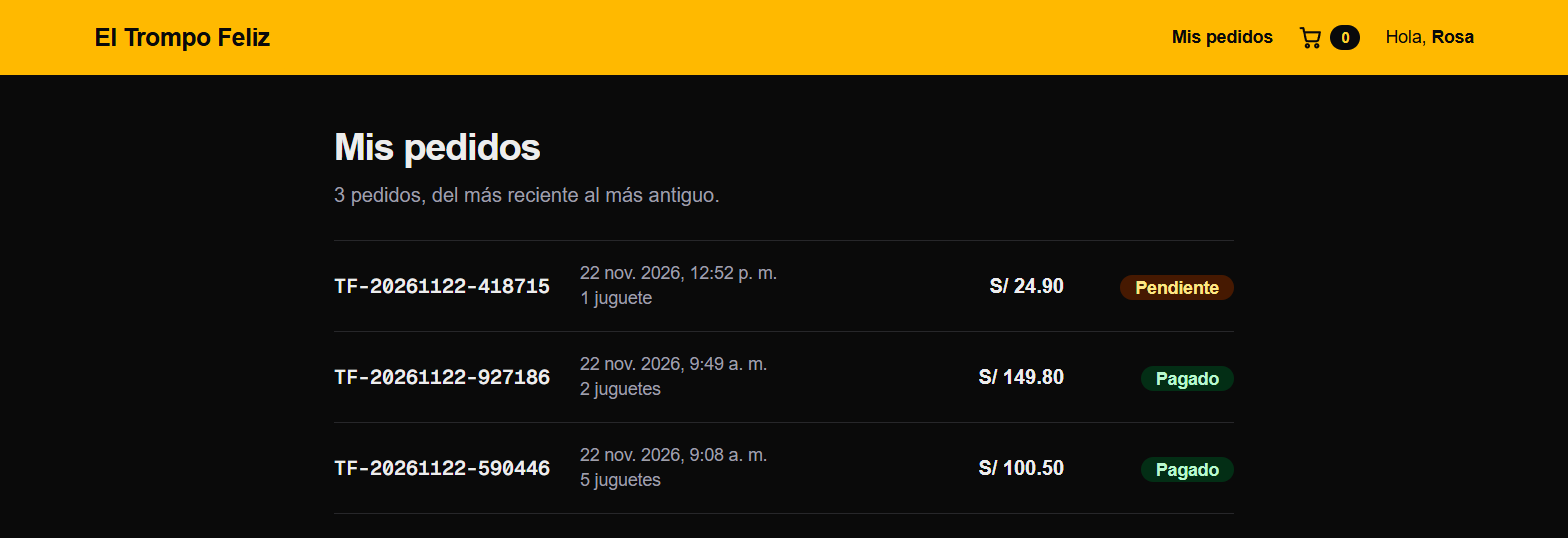 El Trompo Feliz
Mis pedidos
0
Hola, Rosa
Mis pedidos
3 pedidos, del más reciente al más antiguo.
TF-20261122-418715
22 nov. 2026, 12:52 p. m.
1 juguete
S/ 24.90
Pendiente
TF-20261122-927186
22 nov. 2026, 9:49 a. m.
2 juguetes
S/ 149.80
Pagado
TF-20261122-590446
22 nov. 2026, 9:08 a. m.
5 juguetes
S/ 100.50
Pagado